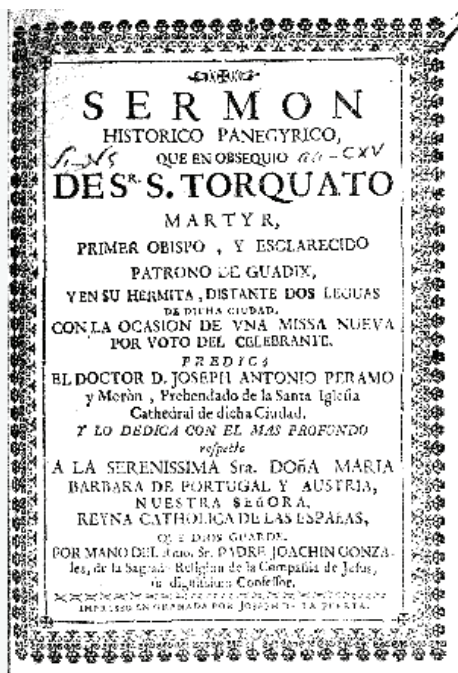 SERMON
HISTORICO PANEGYRICO,
QUE EN OBSEQUIO
DE Sr. S. TORQUATO
MARTYR,
PRIMER OBISPO, Y ESCLARECIDO
PATRONO DE GUADIX,
Y EN SU HERMITA, DISTANTE DOS LEGUAS
DE DICHA CIUDAD.
CON LA OCASION DE VNA MISSA NUEVA
POR VOTO DEL CELEBRANTE.
PREDICÓ
EL DOCTOR D. JOSEPH ANTONIO PERAMO
y Moràn, Prebendado de la Santa Iglesia
Cathedral de dicha Ciudad.
Y LO DEDICA CON EL MAS PROFUNDO
respecto
A LA SERENISSIMA Sra. DOñA MARIA
BARBARA DE PORTUGAL Y AUSTRIA,
NUESTRA SEñORA,
REYNA CATHOLICA DE LAS ESPAñAS,
QUE DIOS GUARDE.
POR MANO DEL Sr. PADRE JOACHIN GONZA-
les, de la Sagrada Religion de la Compañia de Jesus,
su dignissimo Confessor.
IMPRESSO EN GRANADA POR JOSEPH DE LA PUERTA.